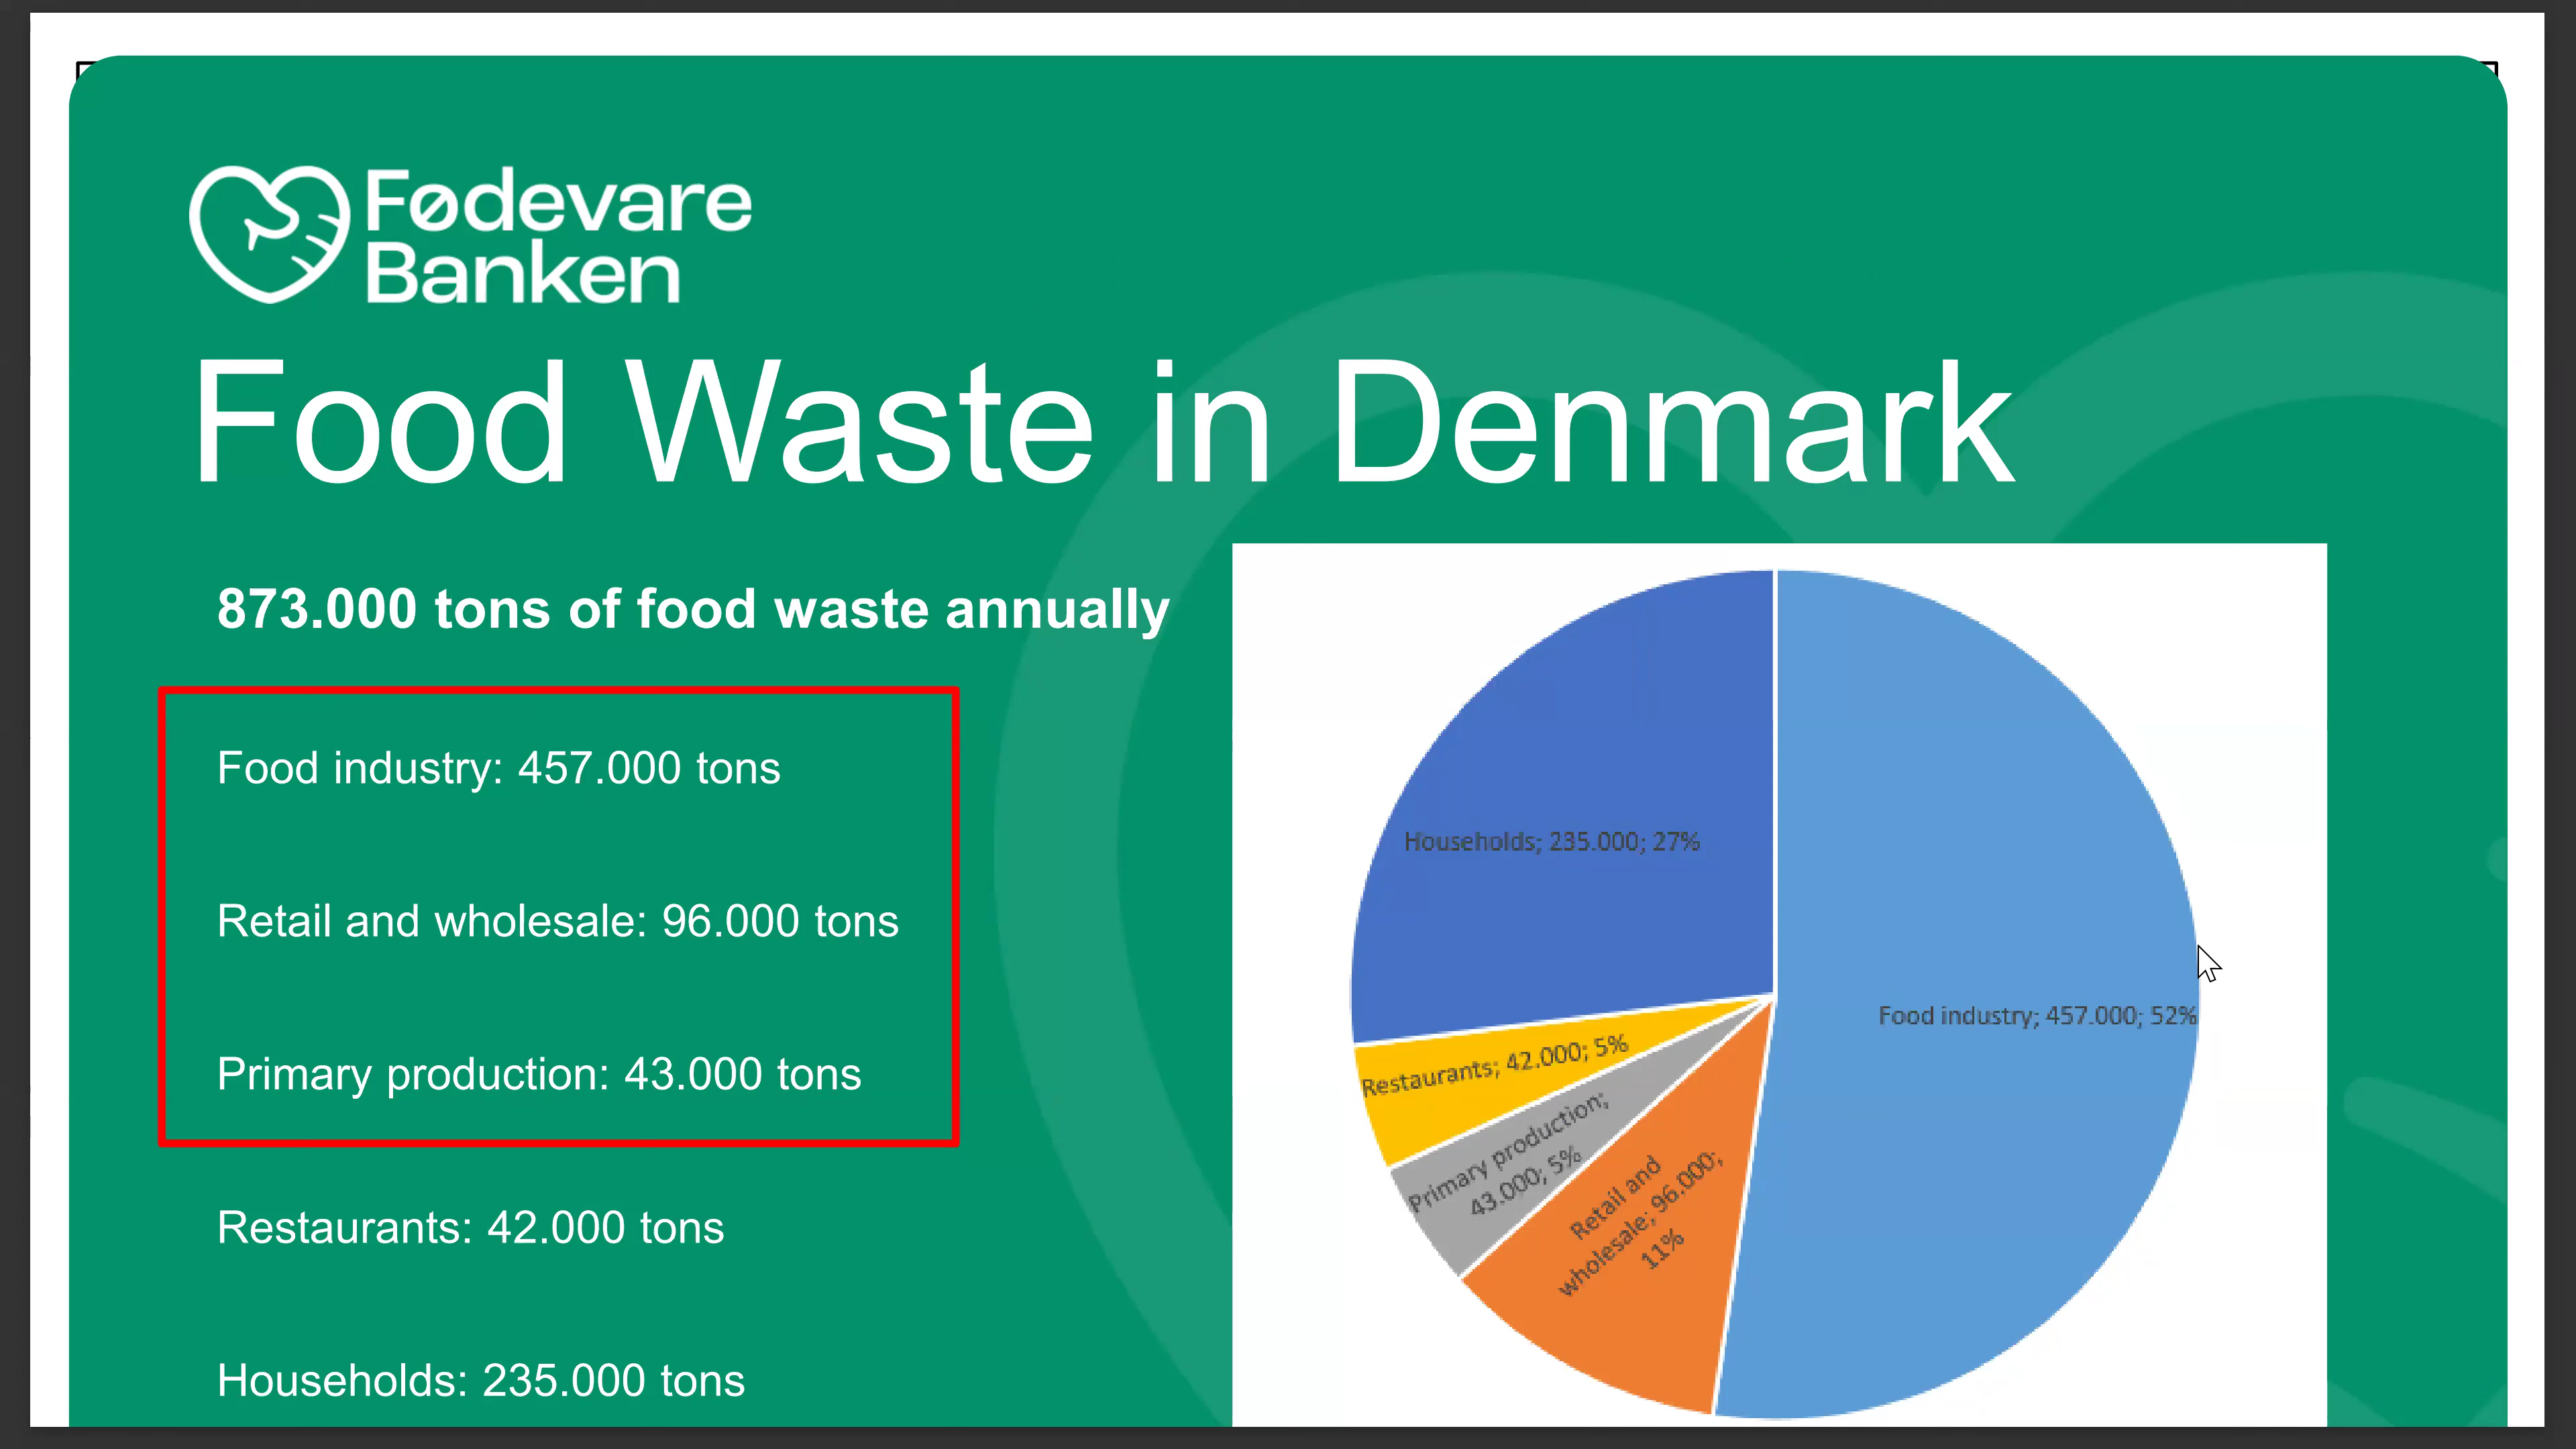 Fødevare
Banken
Food Waste in Denmark
873.000 tons of food waste annually
Food industry: 457.000 tons
Retail and wholesale: 96.000 tons
Primary production: 43.000 tons
Restaurants: 42.000 tons
Households: 235.000 tons
Households; 235.000; 27%
Food industry; 457.000; 52%
Restaurants; 42.000; 5%
Primary production;
43.000; 5%
Retail and
wholesale; 96.000;
11%